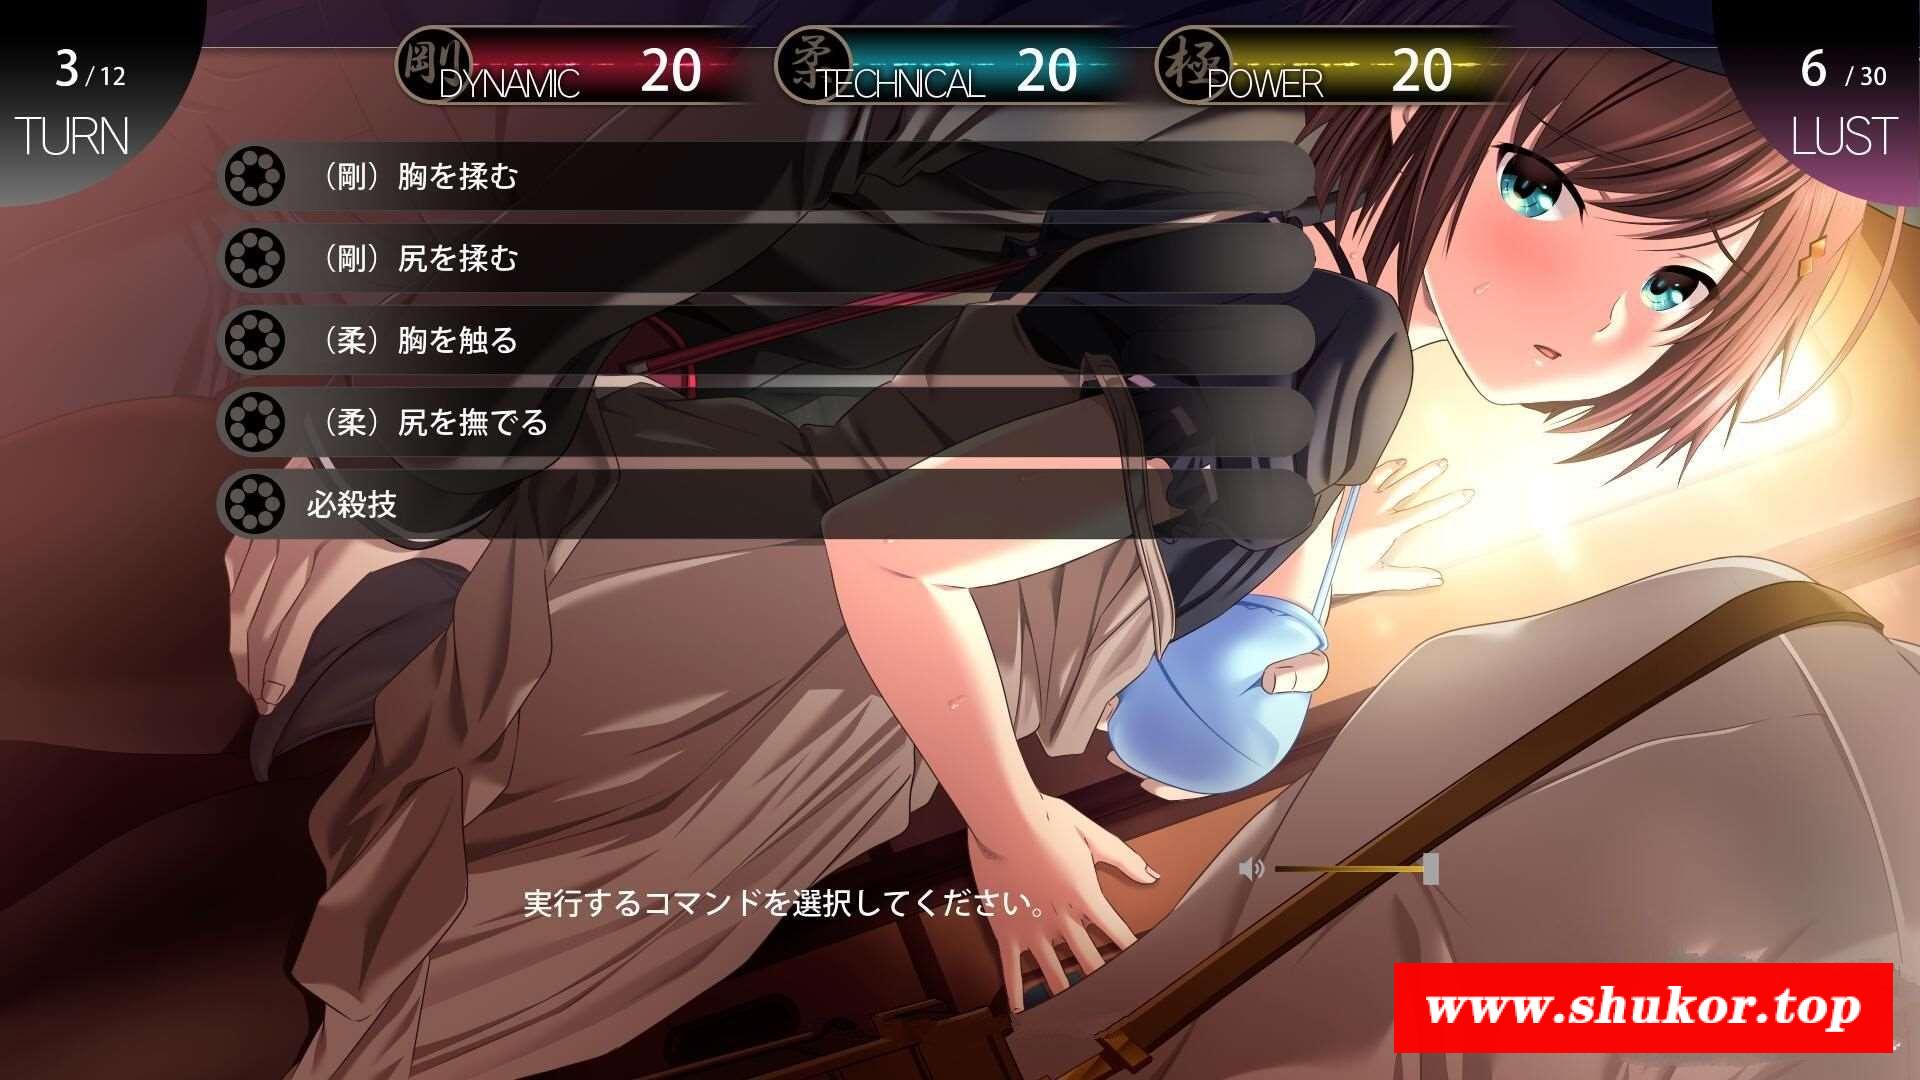 3 / 12
TURN
剛 DYNAMIC 20
柔 TECHNICAL 20
極 POWER 20
6 / 30
LUST
（剛）胸を揉む
（剛）尻を揉む
（柔）胸を触る
（柔）尻を撫でる
必殺技
実行するコマンドを選択してください。
www.shukor.top